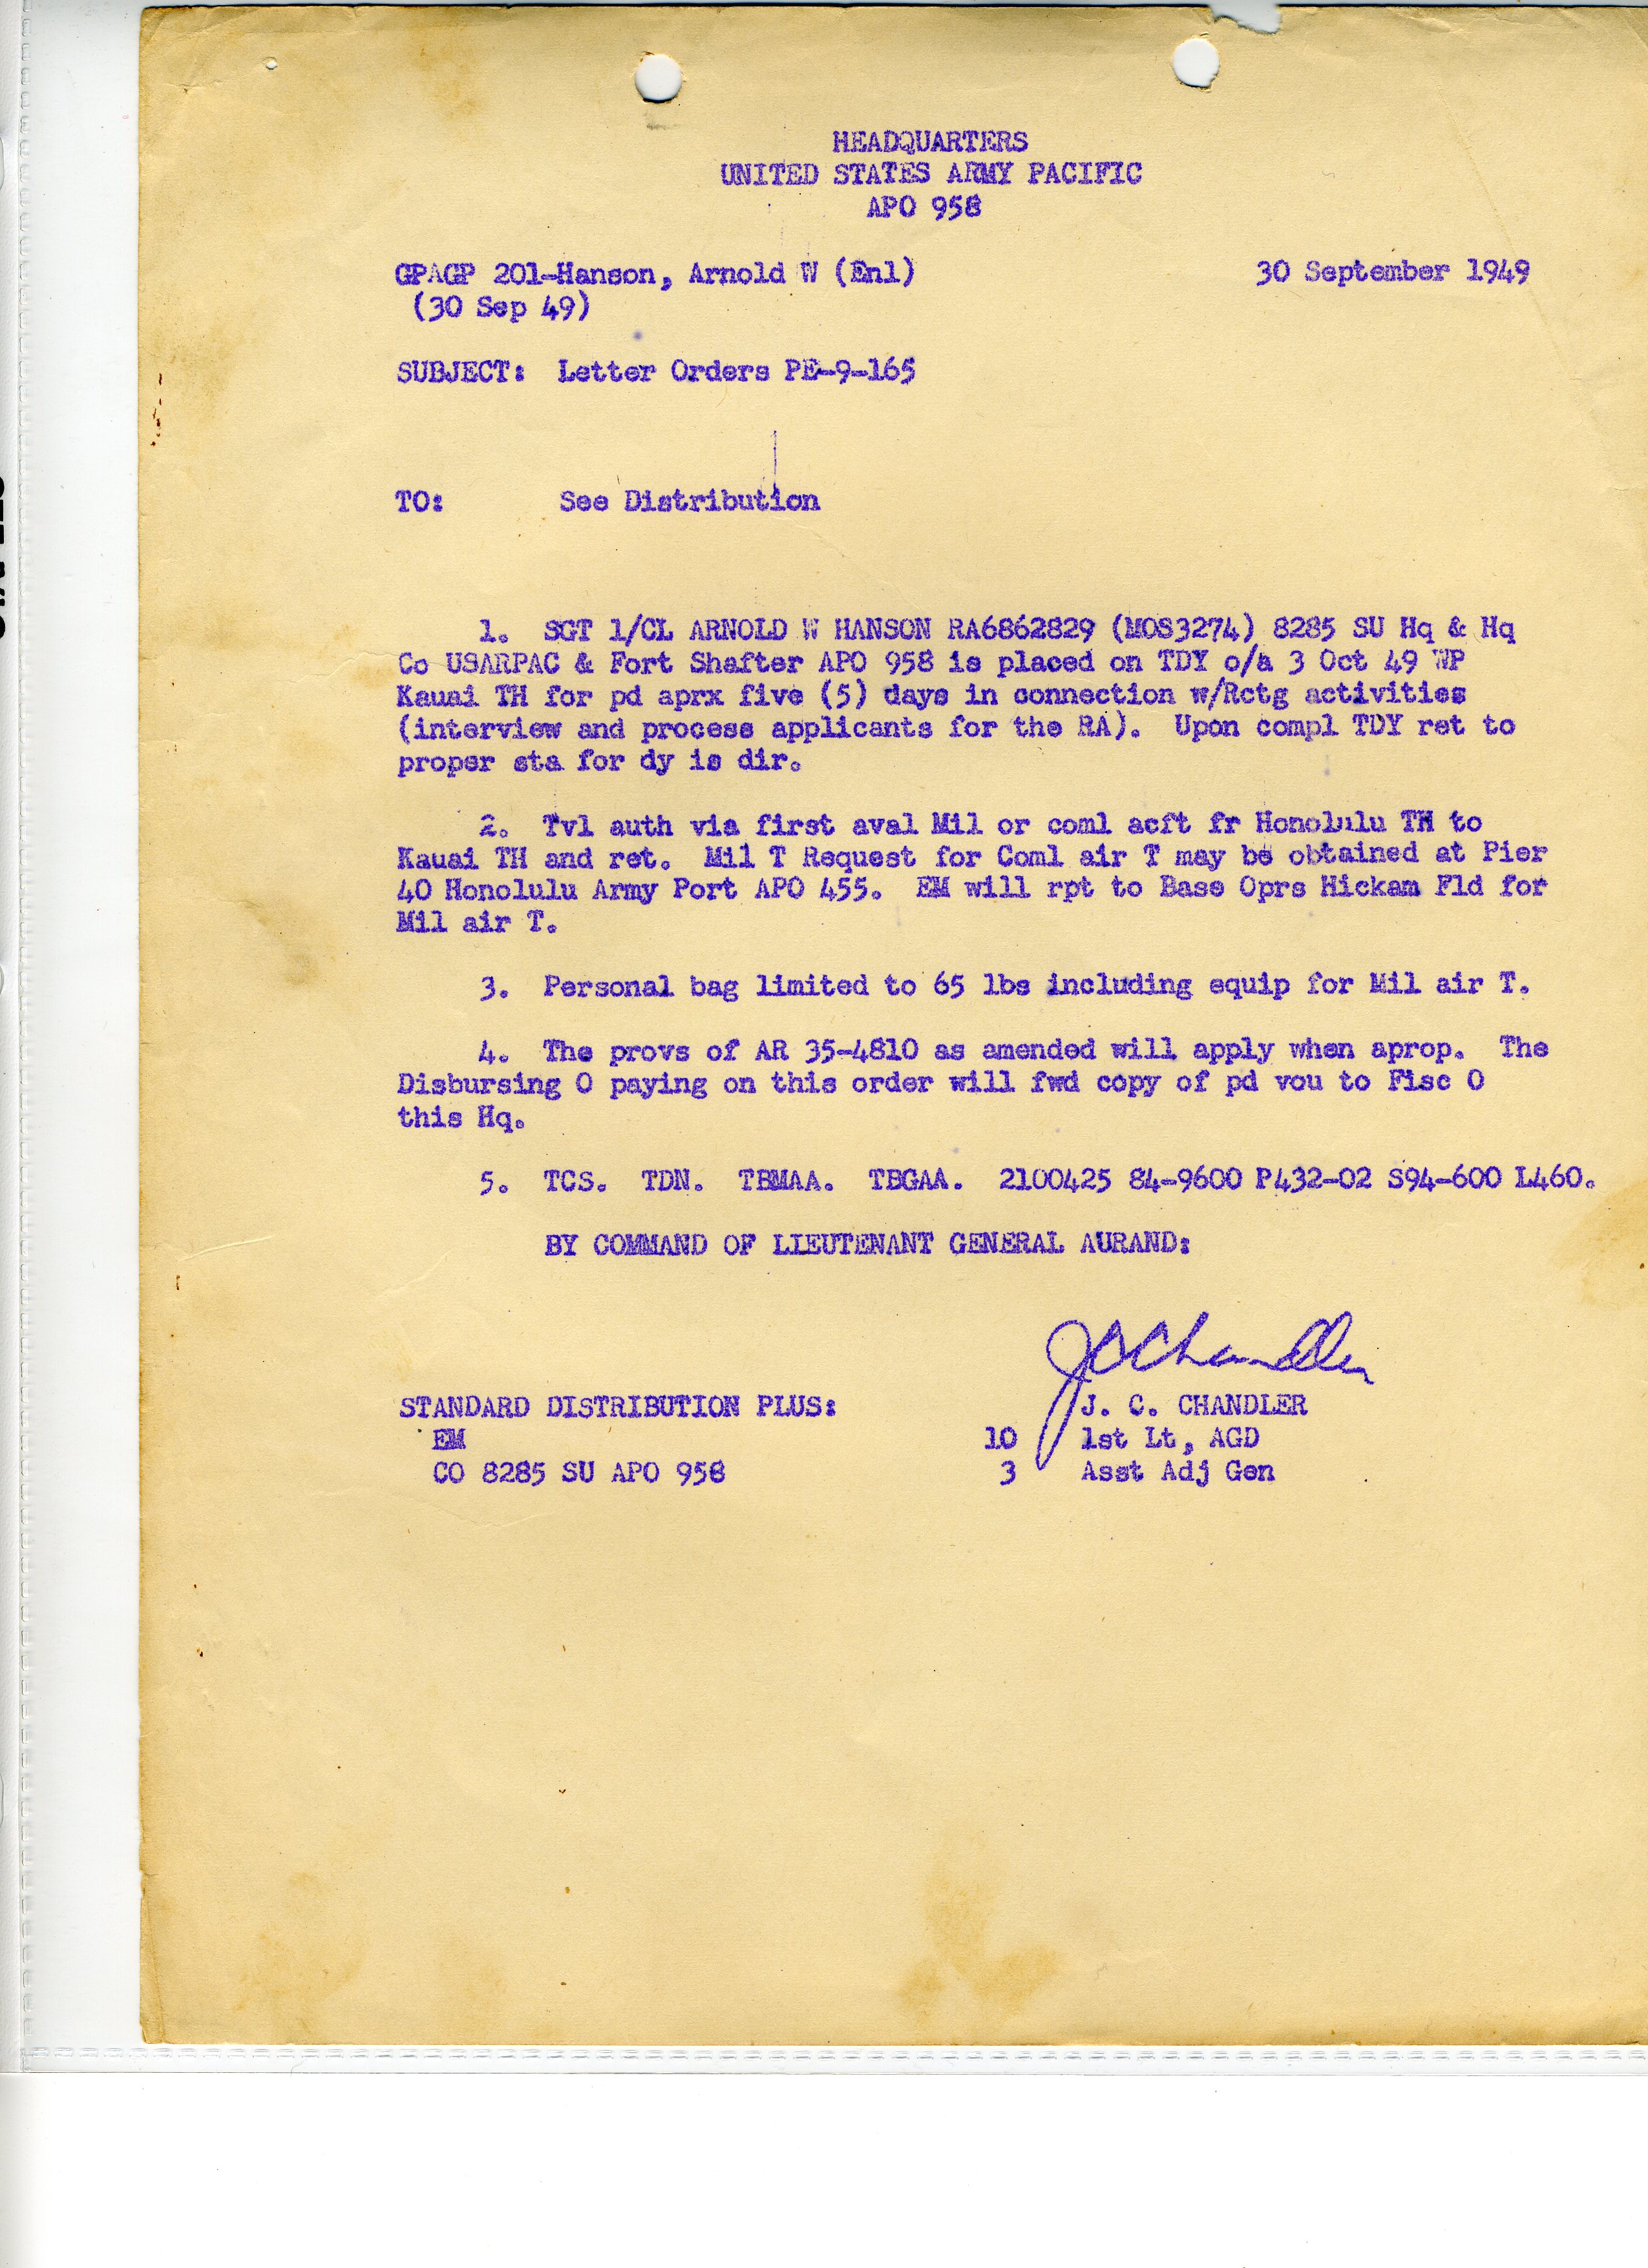 HEADQUARTERS
UNITED STATES ARMY PACIFIC
APO 958
GPAGP 201-Hanson, Arnold W (Enl)          30 September 1949
(30 Sep 49)
SUBJECT: Letter Orders PE-9-165
TO: See Distribution
1. SGT 1/CL ARNOLD W HANSON RA6862829 (MOS3274) 8285 SU Hq & Hq
Co USARPAC & Fort Shafter APO 958 is placed on TDY o/a 3 Oct 49 WP
Kauai TH for pd aprx five (5) days in connection w/Rctg activities
(interview and process applicants for the RA). Upon compl TDY ret to
proper sta for dy is dir.
2. Tvl auth via first aval Mil or coml acft fr Honolulu TH to
Kauai TH and ret. Mil T Request for Coml air T may be obtained at Pier
40 Honolulu Army Port APO 455. EM will rpt to Base Oprs Hickam Fld for
Mil air T.
3. Personal bag limited to 65 lbs including equip for Mil air T.
4. The provs of AR 35-4810 as amended will apply when aprop. The
Disbursing O paying on this order will fwd copy of pd vou to Fisc O
this Hq.
5. TCS. TDN. TBMAA. TBGAA. 2100425 84-9600 P432-02 S94-600 L460.
BY COMMAND OF LIEUTENANT GENERAL AURAND:
J C Chandler
STANDARD DISTRIBUTION PLUS:          J. C. CHANDLER
EM          10          1st Lt, AGD
CO 8285 SU APO 958          3          Asst Adj Gen